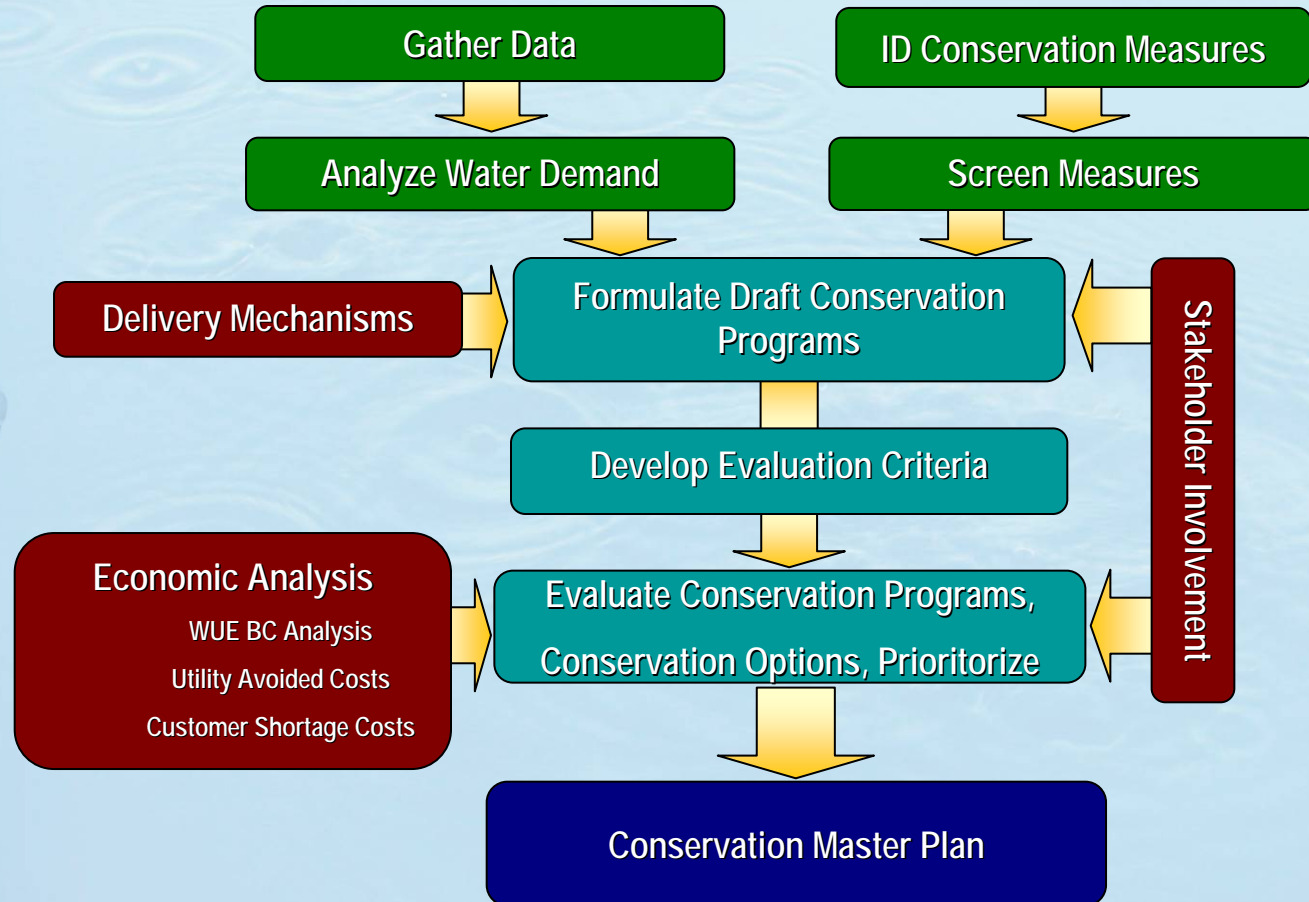 Gather Data
ID Conservation Measures
Analyze Water Demand
Screen Measures
Delivery Mechanisms
Formulate Draft Conservation
Programs
Stakeholder Involvement
Develop Evaluation Criteria
Economic Analysis
WUE BC Analysis
Utility Avoided Costs
Customer Shortage Costs
Evaluate Conservation Programs,
Conservation Options, Prioritorize
Conservation Master Plan